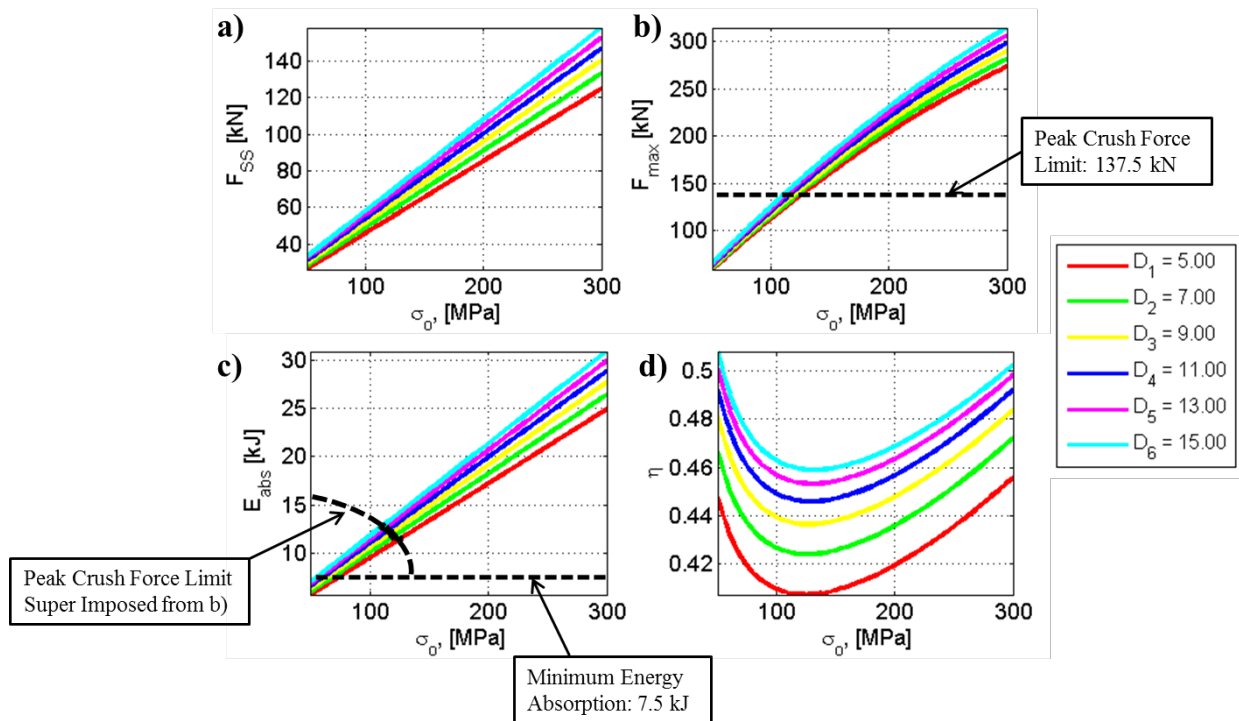 a)
F_SS [kN]
140
120
100
80
60
40
100
200
300
σ_0, [MPa]
b)
F_max [kN]
300
250
200
150
100
100
200
300
σ_0, [MPa]
Peak Crush Force
Limit: 137.5 kN
D_1 = 5.00
D_2 = 7.00
D_3 = 9.00
D_4 = 11.00
D_5 = 13.00
D_6 = 15.00
c)
E_abs [kJ]
30
25
20
15
10
100
200
300
σ_0, [MPa]
Peak Crush Force Limit
Super Imposed from b)
Minimum Energy
Absorption: 7.5 kJ
d)
η
0.5
0.48
0.46
0.44
0.42
100
200
300
σ_0, [MPa]